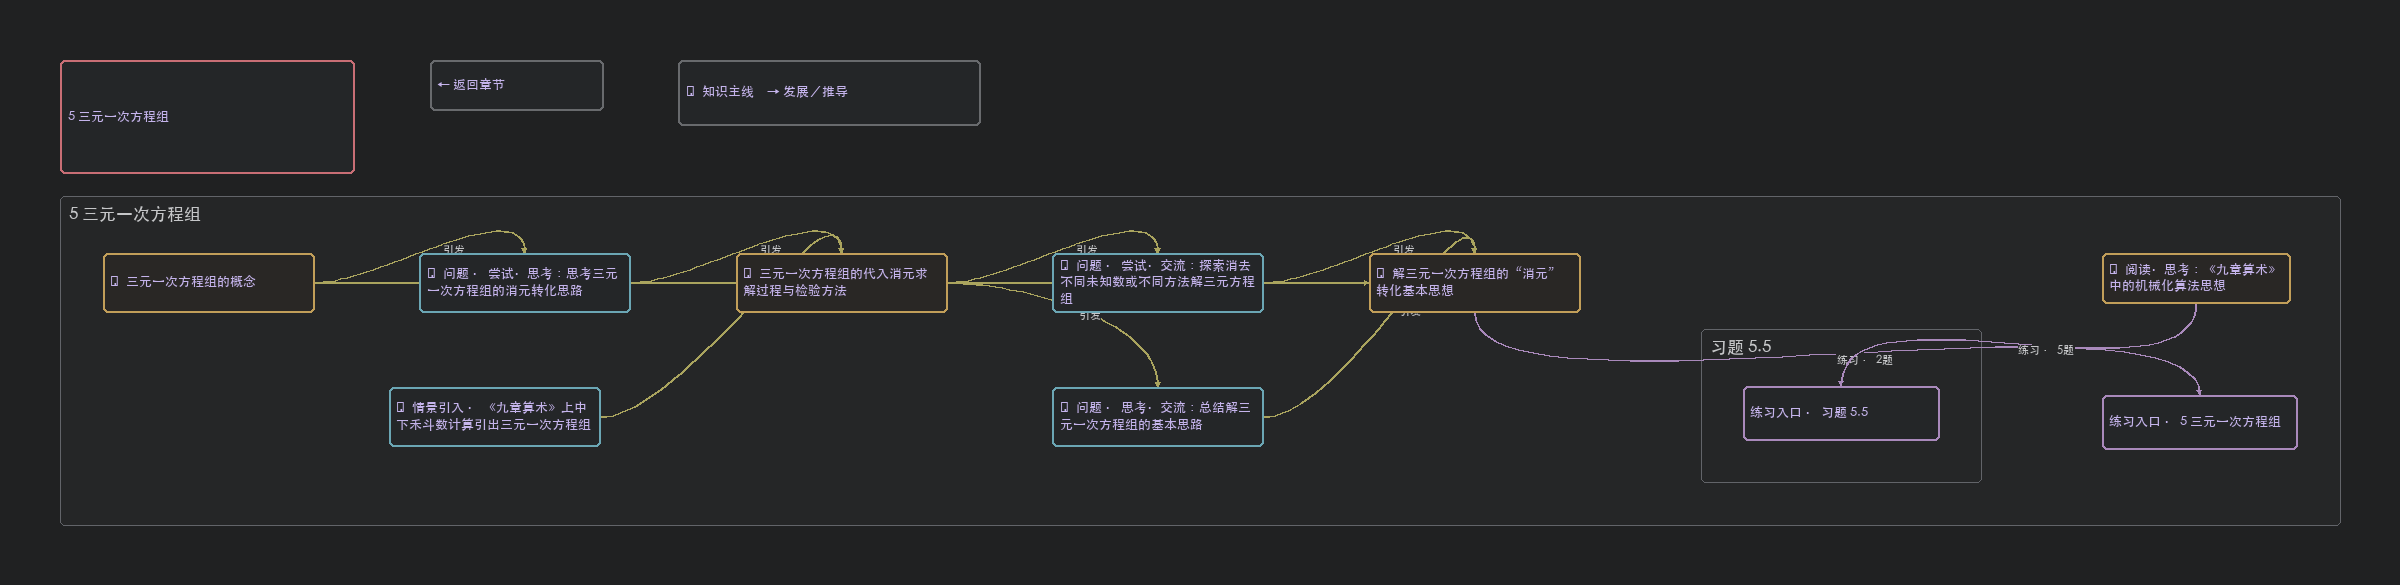 5 三元一次方程组
← 返回章节
知识主线 → 发展／推导
5 三元一次方程组
引发
引发
引发
引发
三元一次方程组的概念
问题· 尝试· 思考：思考三元
一次方程组的消元转化思路
三元一次方程组的代入消元求
解过程与检验方法
问题· 尝试· 交流：探索消去
不同未知数或不同方法解三元方程
组
解三元一次方程组的“消元”
转化基本思想
阅读· 思考：《九章算术》
中的机械化算法思想
引发
引发
习题 5.5
练习· 2题
练习· 5题
情景引入· 《九章算术》上中
下禾斗数计算引出三元一次方程组
问题· 思考· 交流：总结解三
元一次方程组的基本思路
练习入口· 习题 5.5
练习入口· 5 三元一次方程组